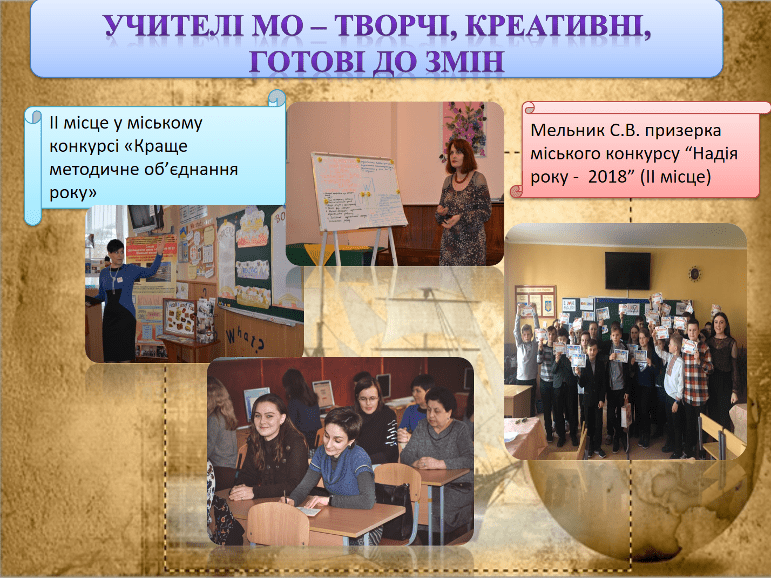 УЧИТЕЛІ МО – ТВОРЧІ, КРЕАТИВНІ,
ГОТОВІ ДО ЗМІН
ІІ місце у міському
конкурсі «Краще
методичне об’єднання
року»
Мельник С.В. призерка
міського конкурсу “Надія
року - 2018” (ІІ місце)
What?